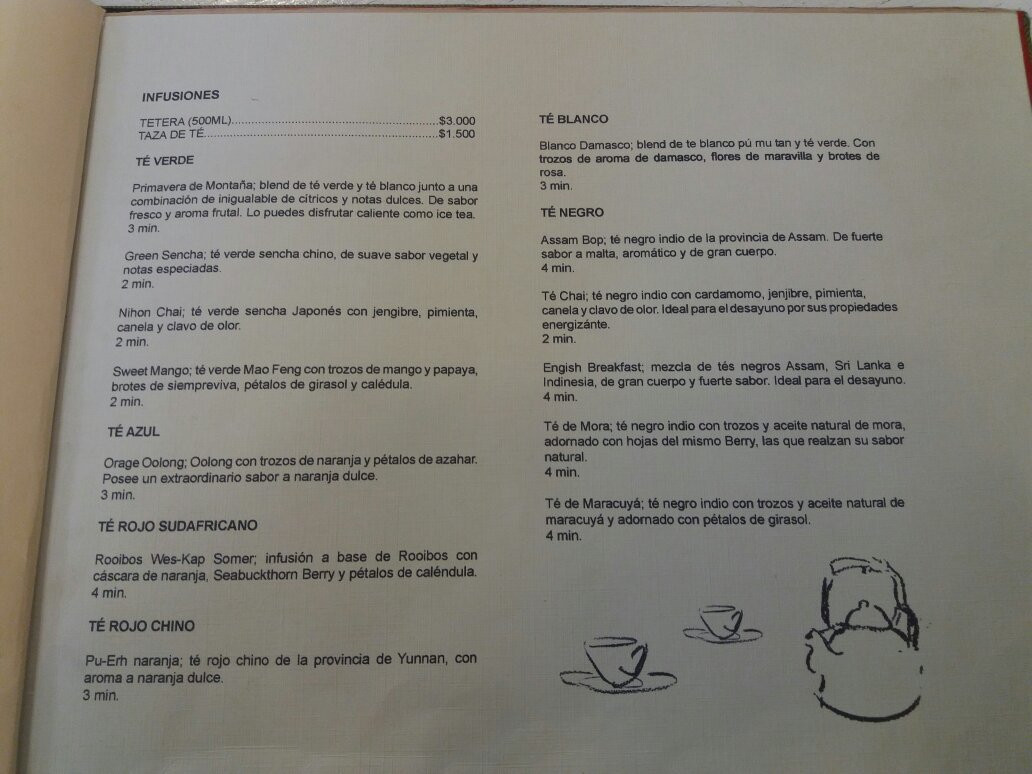 INFUSIONES
TETERA (500ML)..........................................................$3.000
TAZA DE TÉ..................................................................$1.500
TÉ VERDE
Primavera de Montaña; blend de té verde y té blanco junto a una
combinación de inigualable de cítricos y notas dulces. De sabor
fresco y aroma frutal. Lo puedes disfrutar caliente como ice tea.
3 min.
Green Sencha; té verde sencha chino, de suave sabor vegetal y
notas especiadas.
2 min.
Nihon Chai; té verde sencha Japonés con jengibre, pimienta,
canela y clavo de olor.
2 min.
Sweet Mango; té verde Mao Feng con trozos de mango y papaya,
brotes de siempreviva, pétalos de girasol y calédula.
2 min.
TÉ AZUL
Orage Oolong; Oolong con trozos de naranja y pétalos de azahar.
Posee un extraordinario sabor a naranja dulce.
3 min.
TÉ ROJO SUDAFRICANO
Rooibos Wes-Kap Somer; infusión a base de Rooibos con
cáscara de naranja, Seabuckthorn Berry y pétalos de caléndula.
4 min.
TÉ ROJO CHINO
Pu-Erh naranja; té rojo chino de la provincia de Yunnan, con
aroma a naranja dulce.
3 min.
TÉ BLANCO
Blanco Damasco; blend de te blanco pú mu tan y té verde. Con
trozos de aroma de damasco, flores de maravilla y brotes de
rosa.
3 min.
TÉ NEGRO
Assam Bop; té negro indio de la provincia de Assam. De fuerte
sabor a malta, aromático y de gran cuerpo.
4 min.
Té Chai; té negro indio con cardamomo, jenjibre, pimienta,
canela y clavo de olor. Ideal para el desayuno por sus propiedades
energizánte.
2 min.
Engish Breakfast; mezcla de tés negros Assam, Sri Lanka e
Indinesia, de gran cuerpo y fuerte sabor. Ideal para el desayuno.
4 min.
Té de Mora; té negro indio con trozos y aceite natural de mora,
adornado con hojas del mismo Berry, las que realzan su sabor
natural.
4 min.
Té de Maracuyá; té negro indio con trozos y aceite natural de
maracuyá y adornado con pétalos de girasol.
4 min.